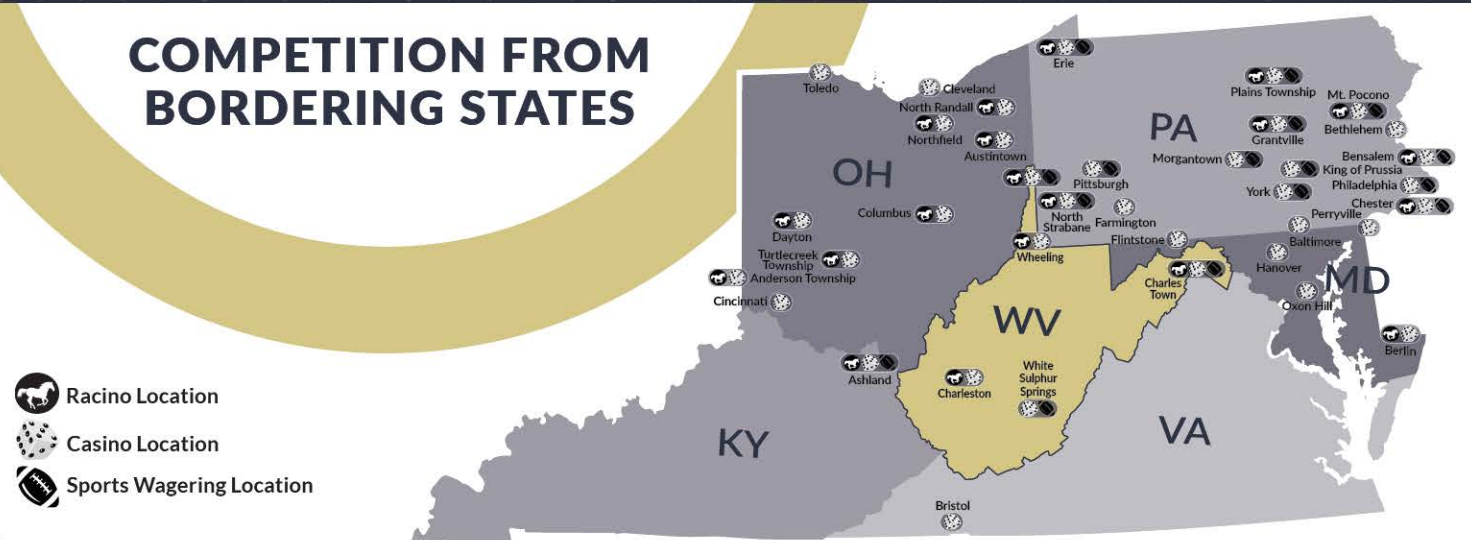 COMPETITION FROM
BORDERING STATES
Racino Location
Casino Location
Sports Wagering Location
OH
PA
WV
KY
VA
MD
Toledo
Cleveland
North Randall
Northfield
Austintown
Columbus
Dayton
Turtlecreek
Township
Anderson Township
Cincinnati
Erie
Plains Township
Mt. Pocono
Grantville
Bethlehem
Morgantown
Bensalem
King of Prussia
Pittsburgh
Philadelphia
York
Chester
North
Strabane
Farmington
Perryville
Flintstone
Baltimore
Hanover
Oxon Hill
Berlin
Wheeling
Charles
Town
White
Sulphur
Springs
Charleston
Ashland
Bristol